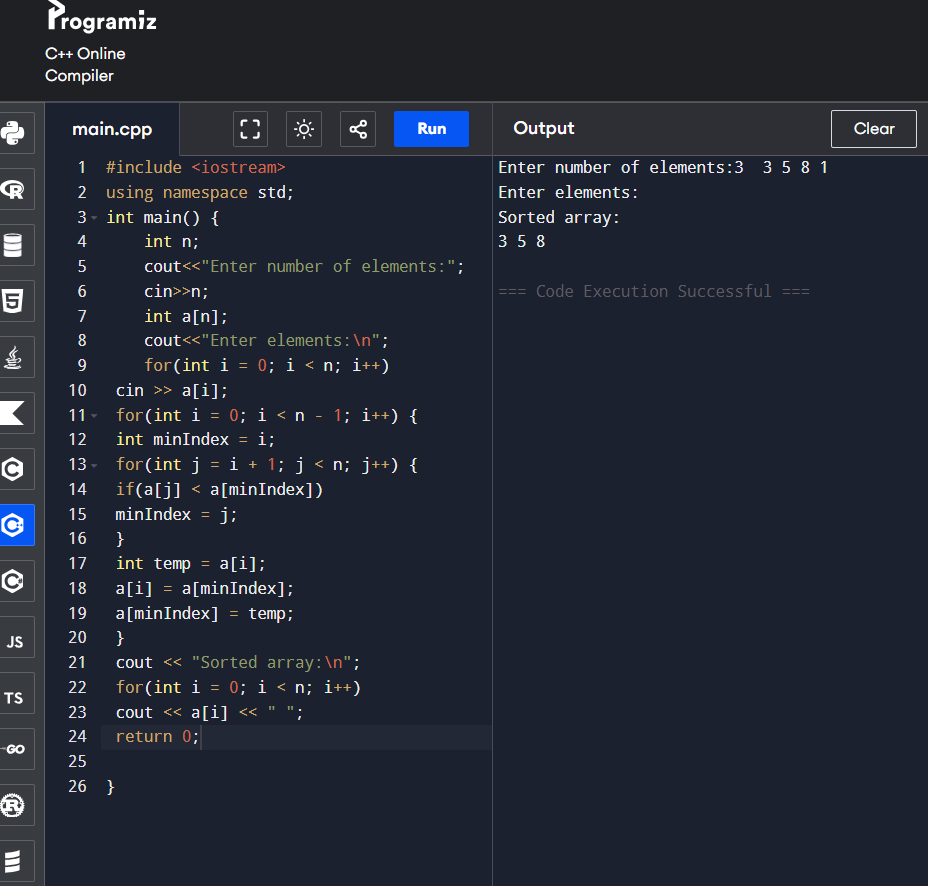 Programiz
C++ Online
Compiler
main.cpp
Run
Output
Clear
1 #include <iostream>
2 using namespace std;
3 int main() {
4     int n;
5     cout<<"Enter number of elements:";
6     cin>>n;
7     int a[n];
8     cout<<"Enter elements:\n";
9     for(int i = 0; i < n; i++)
10  cin >> a[i];
11  for(int i = 0; i < n - 1; i++) {
12  int minIndex = i;
13  for(int j = i + 1; j < n; j++) {
14  if(a[j] < a[minIndex])
15  minIndex = j;
16  }
17  int temp = a[i];
18  a[i] = a[minIndex];
19  a[minIndex] = temp;
20  }
21  cout << "Sorted array:\n";
22  for(int i = 0; i < n; i++)
23  cout << a[i] << " ";
24  return 0;
25
26 }
Enter number of elements:3  3 5 8 1
Enter elements:
Sorted array:
3 5 8
=== Code Execution Successful ===
R
5
C
C
C
JS
TS
GO
R